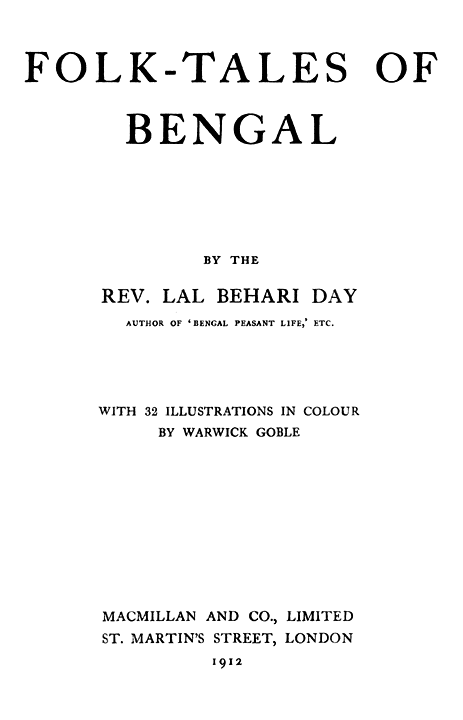 FOLK-TALES OF
BENGAL
BY THE
REV. LAL BEHARI DAY
AUTHOR OF ‘BENGAL PEASANT LIFE,’ ETC.
WITH 32 ILLUSTRATIONS IN COLOUR
BY WARWICK GOBLE
MACMILLAN AND CO., LIMITED
ST. MARTIN'S STREET, LONDON
1912